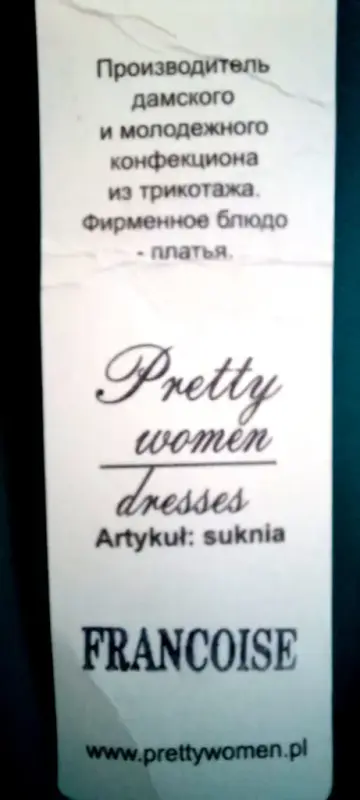 Производитель
дамского
и молодежного
конфекциона
из трикотажа.
Фирменное блюдо
- платья.
Pretty
women
dresses
Artykuł: suknia
FRANCOISE
www.prettywomen.pl